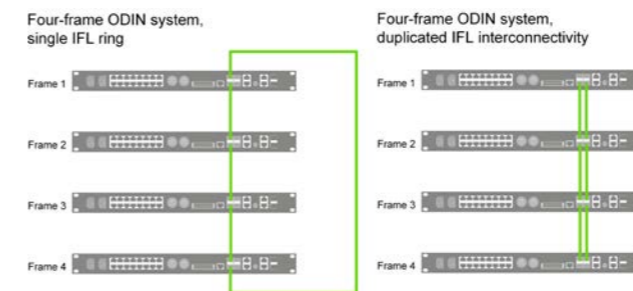 Four-frame ODIN system,
single IFL ring
Frame 1
Frame 2
Frame 3
Frame 4
Four-frame ODIN system,
duplicated IFL interconnectivity
Frame 1
Frame 2
Frame 3
Frame 4